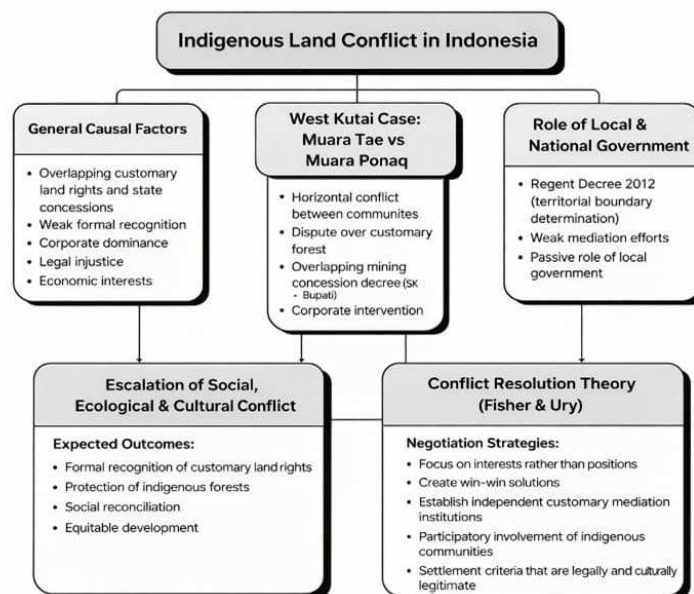 Indigenous Land Conflict in Indonesia
General Causal Factors
• Overlapping customary
land rights and state
concessions
• Weak formal recognition
• Corporate dominance
• Legal injustice
• Economic interests
West Kutai Case:
Muara Tae vs
Muara Ponaq
• Horizontal conflict
between communites
• Dispute over customary
forest
• Overlapping mining
concession decree (SK
- Bupati)
• Corporate intervention
Role of Local &
National Government
• Regent Decree 2012
(territorial boundary
determination)
• Weak mediation efforts
• Passive role of local
government
Escalation of Social,
Ecological & Cultural Conflict
Expected Outcomes:
• Formal recognition of customary land rights
• Protection of indigenous forests
• Social reconciliation
• Equitable development
Conflict Resolution Theory
(Fisher & Ury)
Negotiation Strategies:
• Focus on interests rather than positions
• Create win-win solutions
• Establish independent customary mediation
institutions
• Participatory involvement of indigenous
communities
• Settlement criteria that are legally and culturally
legitimate